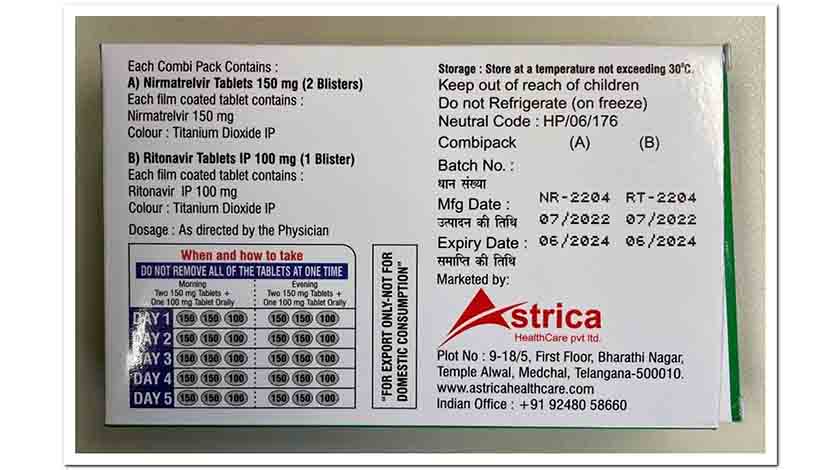 Each Combi Pack Contains :
A) Nirmatrelvir Tablets 150 mg (2 Blisters)
Each film coated tablet contains :
Nirmatrelvir 150 mg
Colour : Titanium Dioxide IP
B) Ritonavir Tablets IP 100 mg (1 Blister)
Each film coated tablet contains :
Ritonavir IP 100 mg
Colour : Titanium Dioxide IP
Dosage : As directed by the Physician
When and how to take
DO NOT REMOVE ALL OF THE TABLETS AT ONE TIME
Morning Evening
Two 150 mg Tablets + Two 150 mg Tablets +
One 100 mg Tablet Orally One 100 mg Tablet Orally
DAY 1 150 150 100 150 150 100
DAY 2 150 150 100 150 150 100
DAY 3 150 150 100 150 150 100
DAY 4 150 150 100 150 150 100
DAY 5 150 150 100 150 150 100
"FOR EXPORT ONLY-NOT FOR
DOMESTIC CONSUMPTION"
Storage : Store at a temperature not exceeding 30°C.
Keep out of reach of children
Do not Refrigerate (on freeze)
Neutral Code : HP/06/176
Combipack (A) (B)
Batch No. :
धान संख्या
NR-2204 RT-2204
Mfg Date : 07/2022 07/2022
उत्पादन की तिथि
Expiry Date : 06/2024 06/2024
समाप्ति की तिथि
Marketed by:
Astrica
HealthCare pvt ltd.
Plot No : 9-18/5, First Floor, Bharathi Nagar,
Temple Alwal, Medchal, Telangana-500010.
www.astricahealthcare.com
Indian Office : +91 92480 58660